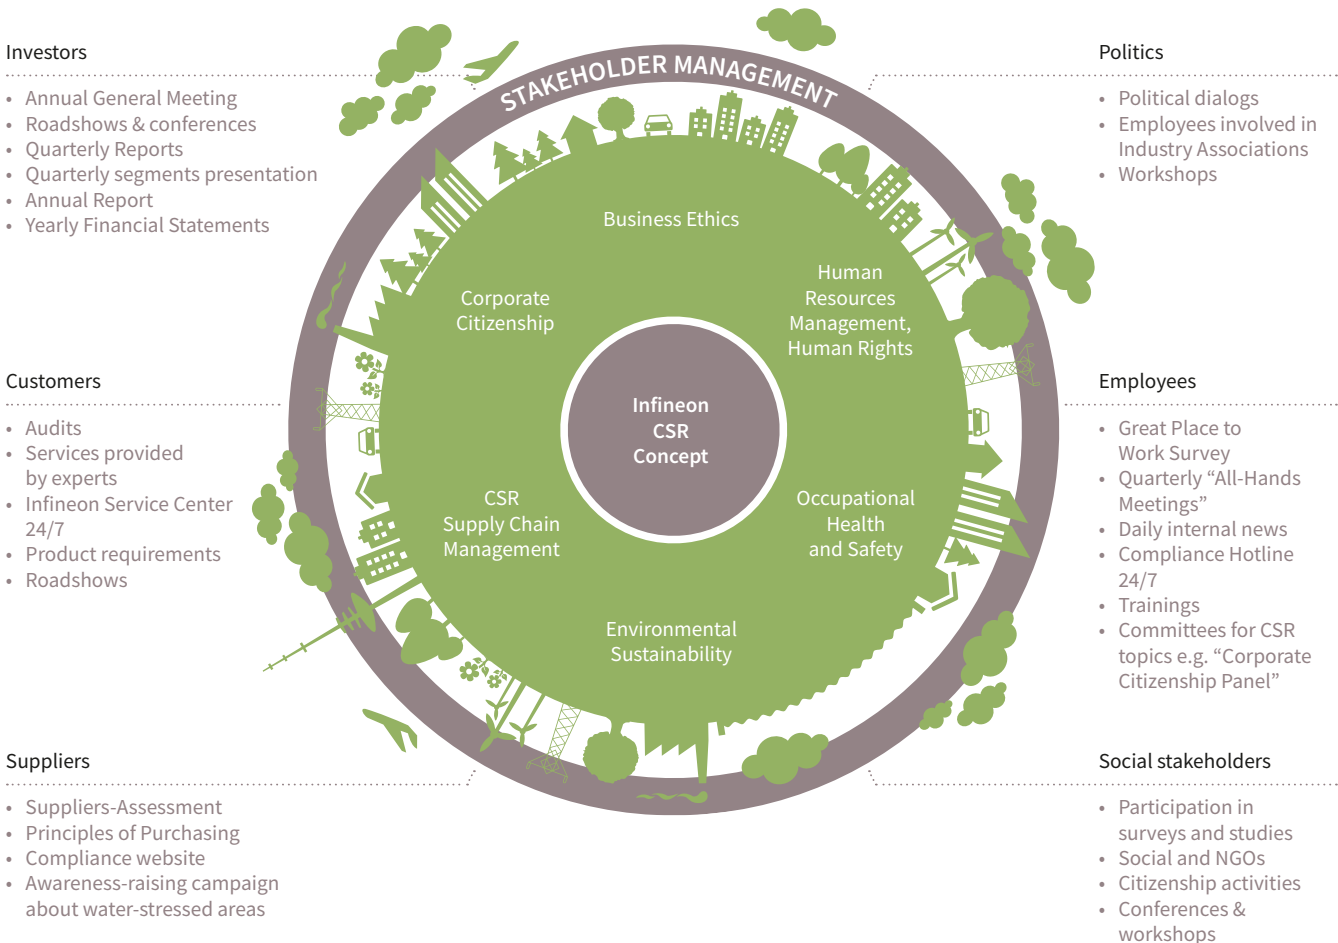 Investors
• Annual General Meeting
• Roadshows & conferences
• Quarterly Reports
• Quarterly segments presentation
• Annual Report
• Yearly Financial Statements
Customers
• Audits
• Services provided
by experts
• Infineon Service Center
24/7
• Product requirements
• Roadshows
Suppliers
• Suppliers-Assessment
• Principles of Purchasing
• Compliance website
• Awareness-raising campaign
about water-stressed areas
STAKEHOLDER MANAGEMENT
Business Ethics
Corporate
Citizenship
Human
Resources
Management,
Human Rights
Infineon
CSR
Concept
CSR
Supply Chain
Management
Occupational
Health
and Safety
Environmental
Sustainability
Politics
• Political dialogs
• Employees involved in
Industry Associations
• Workshops
Employees
• Great Place to
Work Survey
• Quarterly “All-Hands
Meetings”
• Daily internal news
• Compliance Hotline
24/7
• Trainings
• Committees for CSR
topics e.g. “Corporate
Citizenship Panel”
Social stakeholders
• Participation in
surveys and studies
• Social and NGOs
• Citizenship activities
• Conferences &
workshops